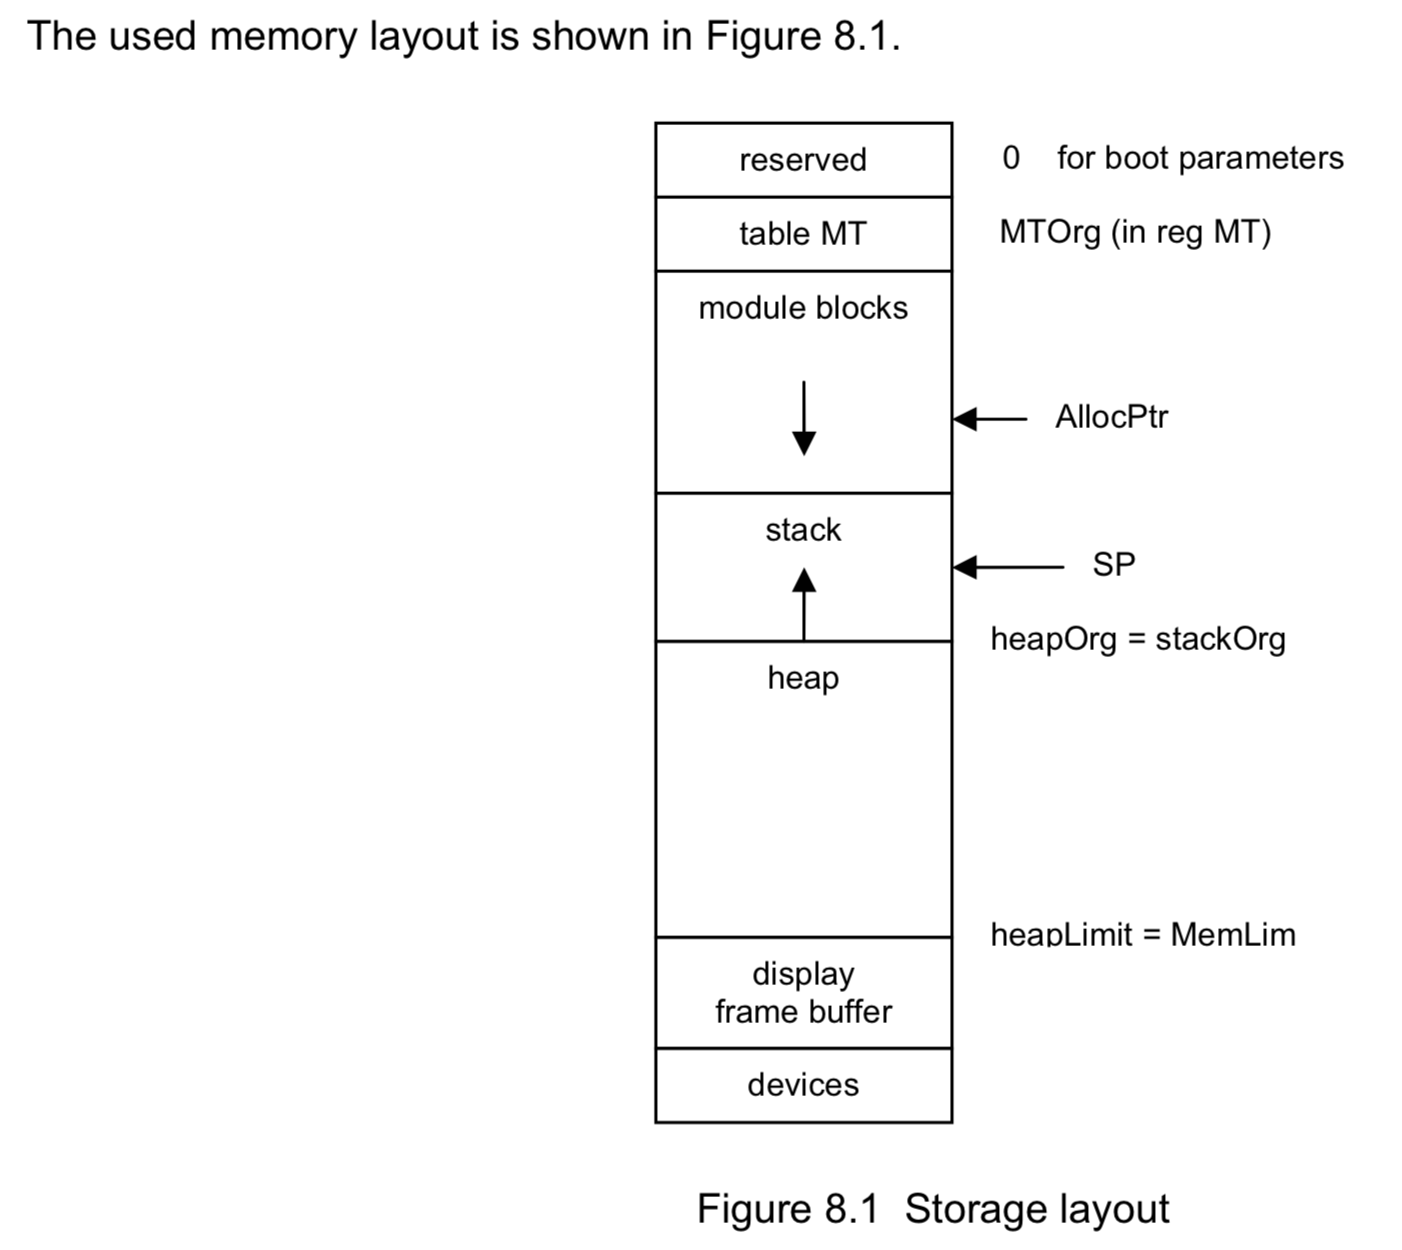 The used memory layout is shown in Figure 8.1.
reserved 0 for boot parameters
table MT MTOrg (in reg MT)
module blocks
AllocPtr
stack
SP
heapOrg = stackOrg
heap
heapLimit = MemLim
display
frame buffer
devices
Figure 8.1 Storage layout